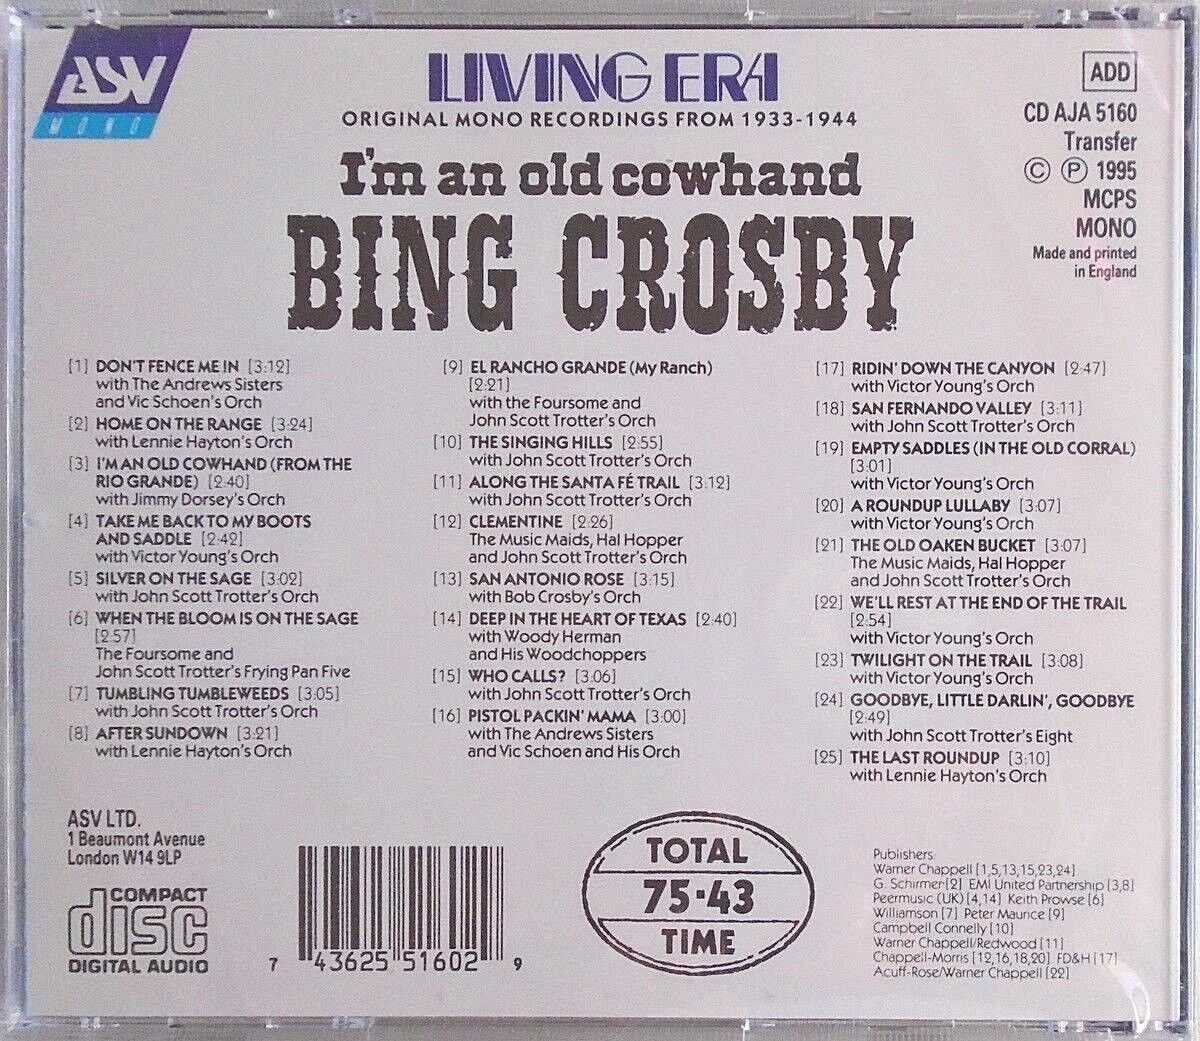 ASV
MONO
LIVING ERA
ORIGINAL MONO RECORDINGS FROM 1933-1944
I'm an old cowhand
BING CROSBY
ADD
CD AJA 5160
Transfer
© ℗ 1995
MCPS
MONO
Made and printed
in England
[1] DON'T FENCE ME IN [3:12]
with The Andrews Sisters
and Vic Schoen's Orch
[2] HOME ON THE RANGE [3:24]
with Lennie Hayton's Orch
[3] I'M AN OLD COWHAND (FROM THE
RIO GRANDE) [2:40]
with Jimmy Dorsey's Orch
[4] TAKE ME BACK TO MY BOOTS
AND SADDLE [2:42]
with Victor Young's Orch
[5] SILVER ON THE SAGE [3:02]
with John Scott Trotter's Orch
[6] WHEN THE BLOOM IS ON THE SAGE
[2:57]
The Foursome and
John Scott Trotter's Frying Pan Five
[7] TUMBLING TUMBLEWEEDS [3:05]
with John Scott Trotter's Orch
[8] AFTER SUNDOWN [3:21]
with Lennie Hayton's Orch
[9] EL RANCHO GRANDE (My Ranch)
[2:21]
with the Foursome and
John Scott Trotter's Orch
[10] THE SINGING HILLS [2:55]
with John Scott Trotter's Orch
[11] ALONG THE SANTA FÉ TRAIL [3:12]
with John Scott Trotter's Orch
[12] CLEMENTINE [2:26]
The Music Maids, Hal Hopper
and John Scott Trotter's Orch
[13] SAN ANTONIO ROSE [3:15]
with Bob Crosby's Orch
[14] DEEP IN THE HEART OF TEXAS [2:40]
with Woody Herman
and His Woodchoppers
[15] WHO CALLS? [3:06]
with John Scott Trotter's Orch
[16] PISTOL PACKIN' MAMA [3:00]
with The Andrews Sisters
and Vic Schoen and His Orch
[17] RIDIN' DOWN THE CANYON [2:47]
with Victor Young's Orch
[18] SAN FERNANDO VALLEY [3:11]
with John Scott Trotter's Orch
[19] EMPTY SADDLES (IN THE OLD CORRAL)
[3:01]
with Victor Young's Orch
[20] A ROUNDUP LULLABY [3:07]
with Victor Young's Orch
[21] THE OLD OAKEN BUCKET [3:07]
The Music Maids, Hal Hopper
and John Scott Trotter's Orch
[22] WE'LL REST AT THE END OF THE TRAIL
[2:54]
with Victor Young's Orch
[23] TWILIGHT ON THE TRAIL [3:08]
with Victor Young's Orch
[24] GOODBYE, LITTLE DARLIN', GOODBYE
[2:49]
with John Scott Trotter's Eight
[25] THE LAST ROUNDUP [3:10]
with Lennie Hayton's Orch
ASV LTD.
1 Beaumont Avenue
London W14 9LP
COMPACT
disc
DIGITAL AUDIO
7 43625 51602 9
TOTAL
75·43
TIME
Publishers:
Warner Chappell [1,5,13,15,23,24]
G. Schirmer[2] EMI United Partnership [3,8]
Peermusic (UK) [4,14] Keith Prowse [6]
Williamson [7] Peter Maurice [9]
Campbell Connelly [10]
Warner Chappell/Redwood [11]
Chappell-Morris [12,16,18,20] FD&H [17]
Acuff-Rose/Warner Chappell [22]